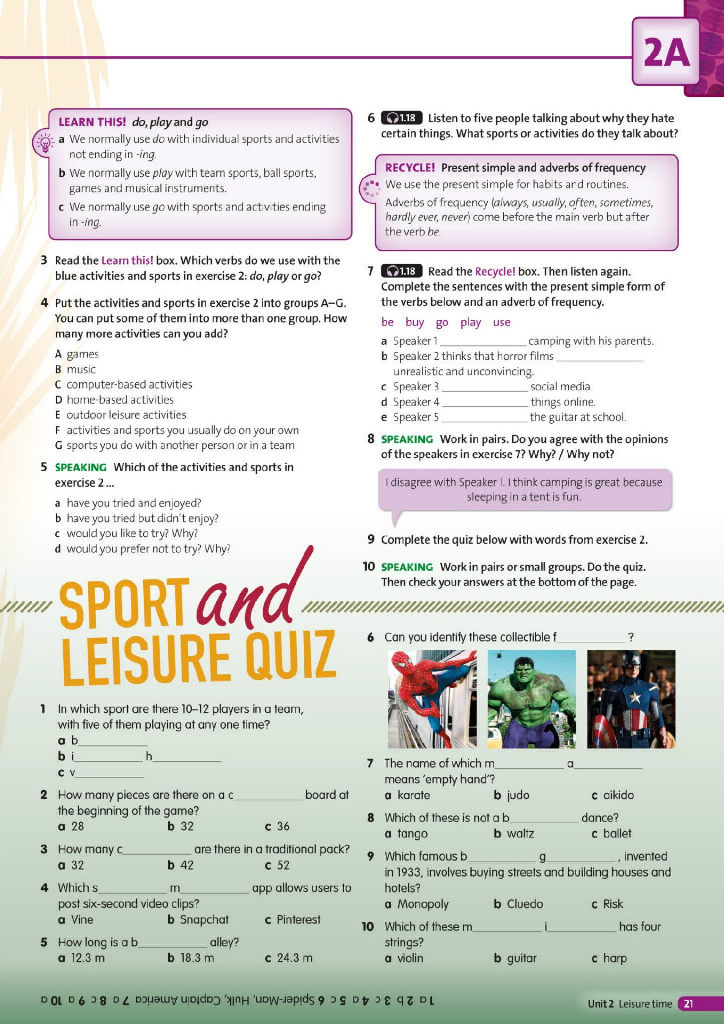 2A
LEARN THIS! do, play and go
a We normally use do with individual sports and activities
not ending in -ing.
b We normally use play with team sports, ball sports,
games and musical instruments.
c We normally use go with sports and activities ending
in -ing.
3 Read the Learn this! box. Which verbs do we use with the
blue activities and sports in exercise 2: do, play or go?
4 Put the activities and sports in exercise 2 into groups A–G.
You can put some of them into more than one group. How
many more activities can you add?
A games
B music
C computer-based activities
D home-based activities
E outdoor leisure activities
F activities and sports you usually do on your own
G sports you do with another person or in a team
5 SPEAKING Which of the activities and sports in
exercise 2 ...
a have you tried and enjoyed?
b have you tried but didn't enjoy?
c would you like to try? Why?
d would you prefer not to try? Why?
6 1.18 Listen to five people talking about why they hate
certain things. What sports or activities do they talk about?
RECYCLE! Present simple and adverbs of frequency
We use the present simple for habits and routines.
Adverbs of frequency (always, usually, often, sometimes,
hardly ever, never) come before the main verb but after
the verb be.
7 1.18 Read the Recycle! box. Then listen again.
Complete the sentences with the present simple form of
the verbs below and an adverb of frequency.
be buy go play use
a Speaker 1 ______________ camping with his parents.
b Speaker 2 thinks that horror films ______________
unrealistic and unconvincing.
c Speaker 3 ______________ social media.
d Speaker 4 ______________ things online.
e Speaker 5 ______________ the guitar at school.
8 SPEAKING Work in pairs. Do you agree with the opinions
of the speakers in exercise 7? Why? / Why not?
I disagree with Speaker 1. I think camping is great because
sleeping in a tent is fun.
9 Complete the quiz below with words from exercise 2.
10 SPEAKING Work in pairs or small groups. Do the quiz.
Then check your answers at the bottom of the page.
SPORT and
LEISURE QUIZ
1 In which sport are there 10–12 players in a team,
with five of them playing at any one time?
a b___________
b i___________ h___________
c v___________
2 How many pieces are there on a c___________ board at
the beginning of the game?
a 28 b 32 c 36
3 How many c___________ are there in a traditional pack?
a 32 b 42 c 52
4 Which s___________ m___________ app allows users to
post six-second video clips?
a Vine b Snapchat c Pinterest
5 How long is a b___________ alley?
a 12.3 m b 18.3 m c 24.3 m
6 Can you identify these collectible f___________ ?
7 The name of which m___________ a___________
means 'empty hand'?
a karate b judo c aikido
8 Which of these is not a b___________ dance?
a tango b waltz c ballet
9 Which famous b___________ g___________, invented
in 1933, involves buying streets and building houses and
hotels?
a Monopoly b Cluedo c Risk
10 Which of these m___________ i___________ has four
strings?
a violin b guitar c harp
1 a 2 b 3 c 4 a 5 c 6 Spider-Man, Hulk, Captain America 7 a 8 c 9 a 10 a
Unit 2 Leisure time 21